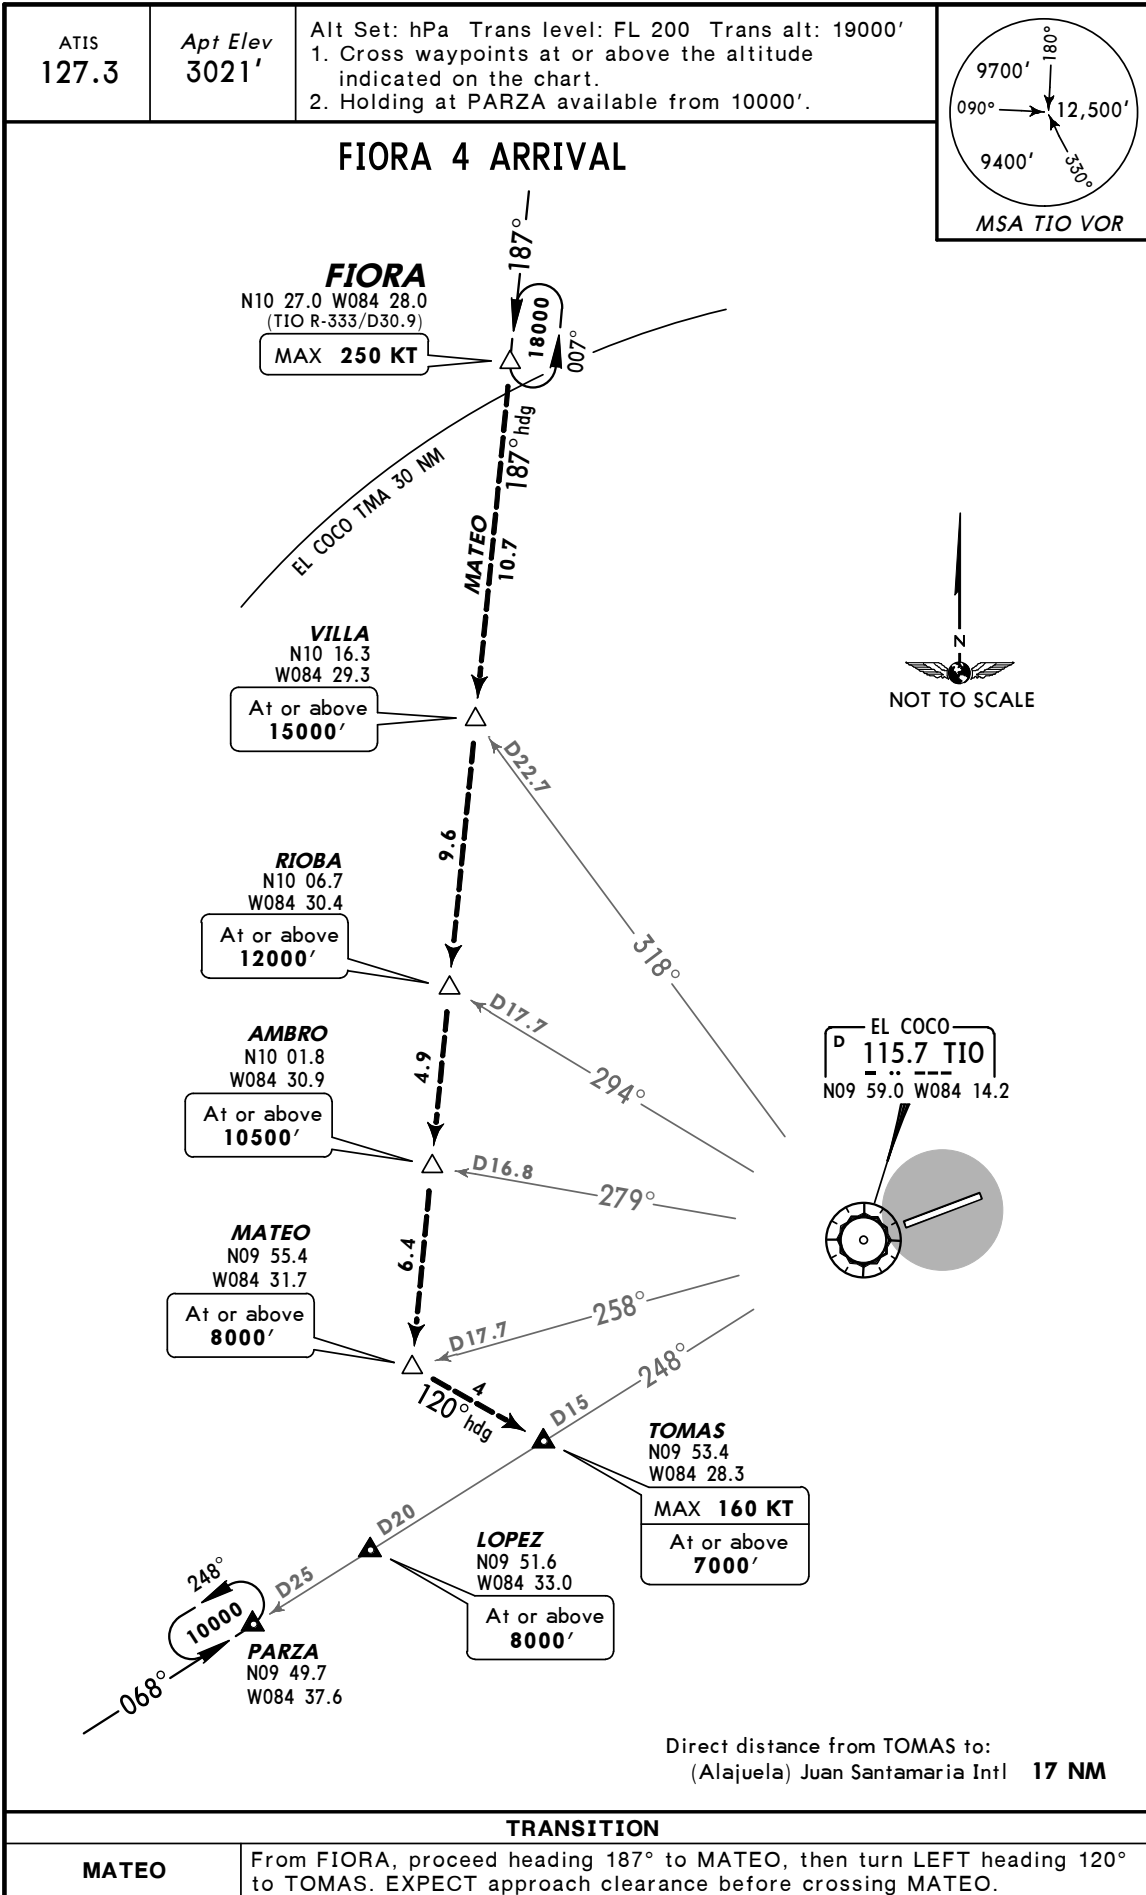 ATIS
127.3
Apt Elev
3021'
Alt Set: hPa Trans level: FL 200 Trans alt: 19000'
1. Cross waypoints at or above the altitude
indicated on the chart.
2. Holding at PARZA available from 10000'.
180°
9700'
090°
12,500'
9400'
330°
MSA TIO VOR
FIORA 4 ARRIVAL
187°
FIORA
N10 27.0 W084 28.0
(TIO R-333/D30.9)
MAX 250 KT
18000
007°
187° hdg
EL COCO TMA 30 NM
MATEO
10.7
N
NOT TO SCALE
VILLA
N10 16.3
W084 29.3
At or above
15000'
D22.7
9.6
318°
RIOBA
N10 06.7
W084 30.4
At or above
12000'
D17.7
294°
4.9
AMBRO
N10 01.8
W084 30.9
At or above
10500'
D16.8
279°
EL COCO
D 115.7 TIO
N09 59.0 W084 14.2
6.4
MATEO
N09 55.4
W084 31.7
At or above
8000'
D17.7
258°
248°
4
120° hdg
D15
TOMAS
N09 53.4
W084 28.3
MAX 160 KT
At or above
7000'
D20
LOPEZ
N09 51.6
W084 33.0
At or above
8000'
D25
248°
10000
068°
PARZA
N09 49.7
W084 37.6
Direct distance from TOMAS to:
(Alajuela) Juan Santamaria Intl 17 NM
TRANSITION
MATEO
From FIORA, proceed heading 187° to MATEO, then turn LEFT heading 120°
to TOMAS. EXPECT approach clearance before crossing MATEO.